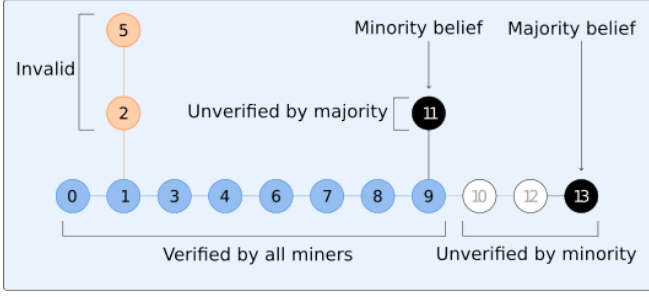 5
Minority belief
Majority belief
Invalid
2
Unverified by majority
11
0 1 3 4 6 7 8 9 10 12 13
Verified by all miners
Unverified by minority